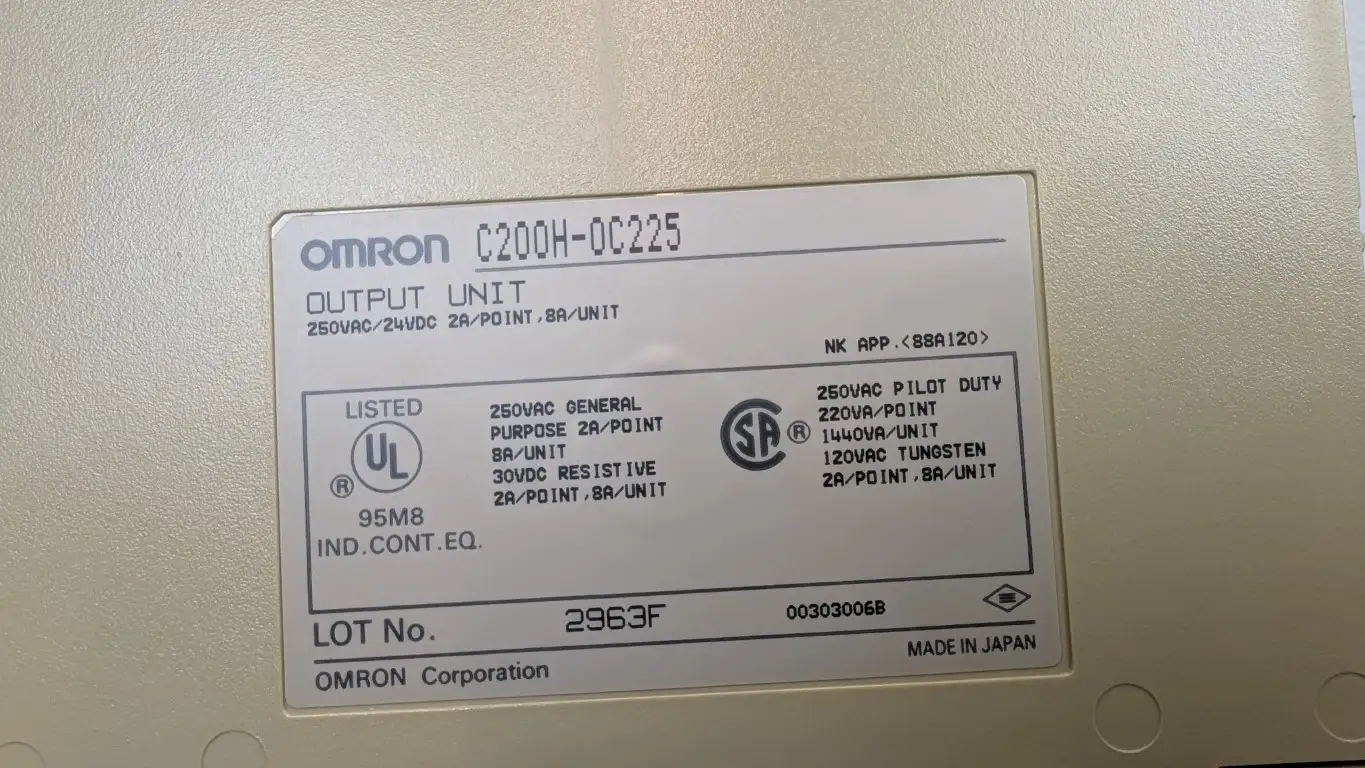 OMRON C200H-OC225
OUTPUT UNIT
250VAC/24VDC 2A/POINT,8A/UNIT
NK APP.<88A120>
LISTED
UL
®
95M8
IND.CONT.EQ.
250VAC GENERAL
PURPOSE 2A/POINT
8A/UNIT
30VDC RESISTIVE
2A/POINT,8A/UNIT
SA ®
250VAC PILOT DUTY
220VA/POINT
1440VA/UNIT
120VAC TUNGSTEN
2A/POINT,8A/UNIT
LOT No. 2963F 00303006B
OMRON Corporation MADE IN JAPAN